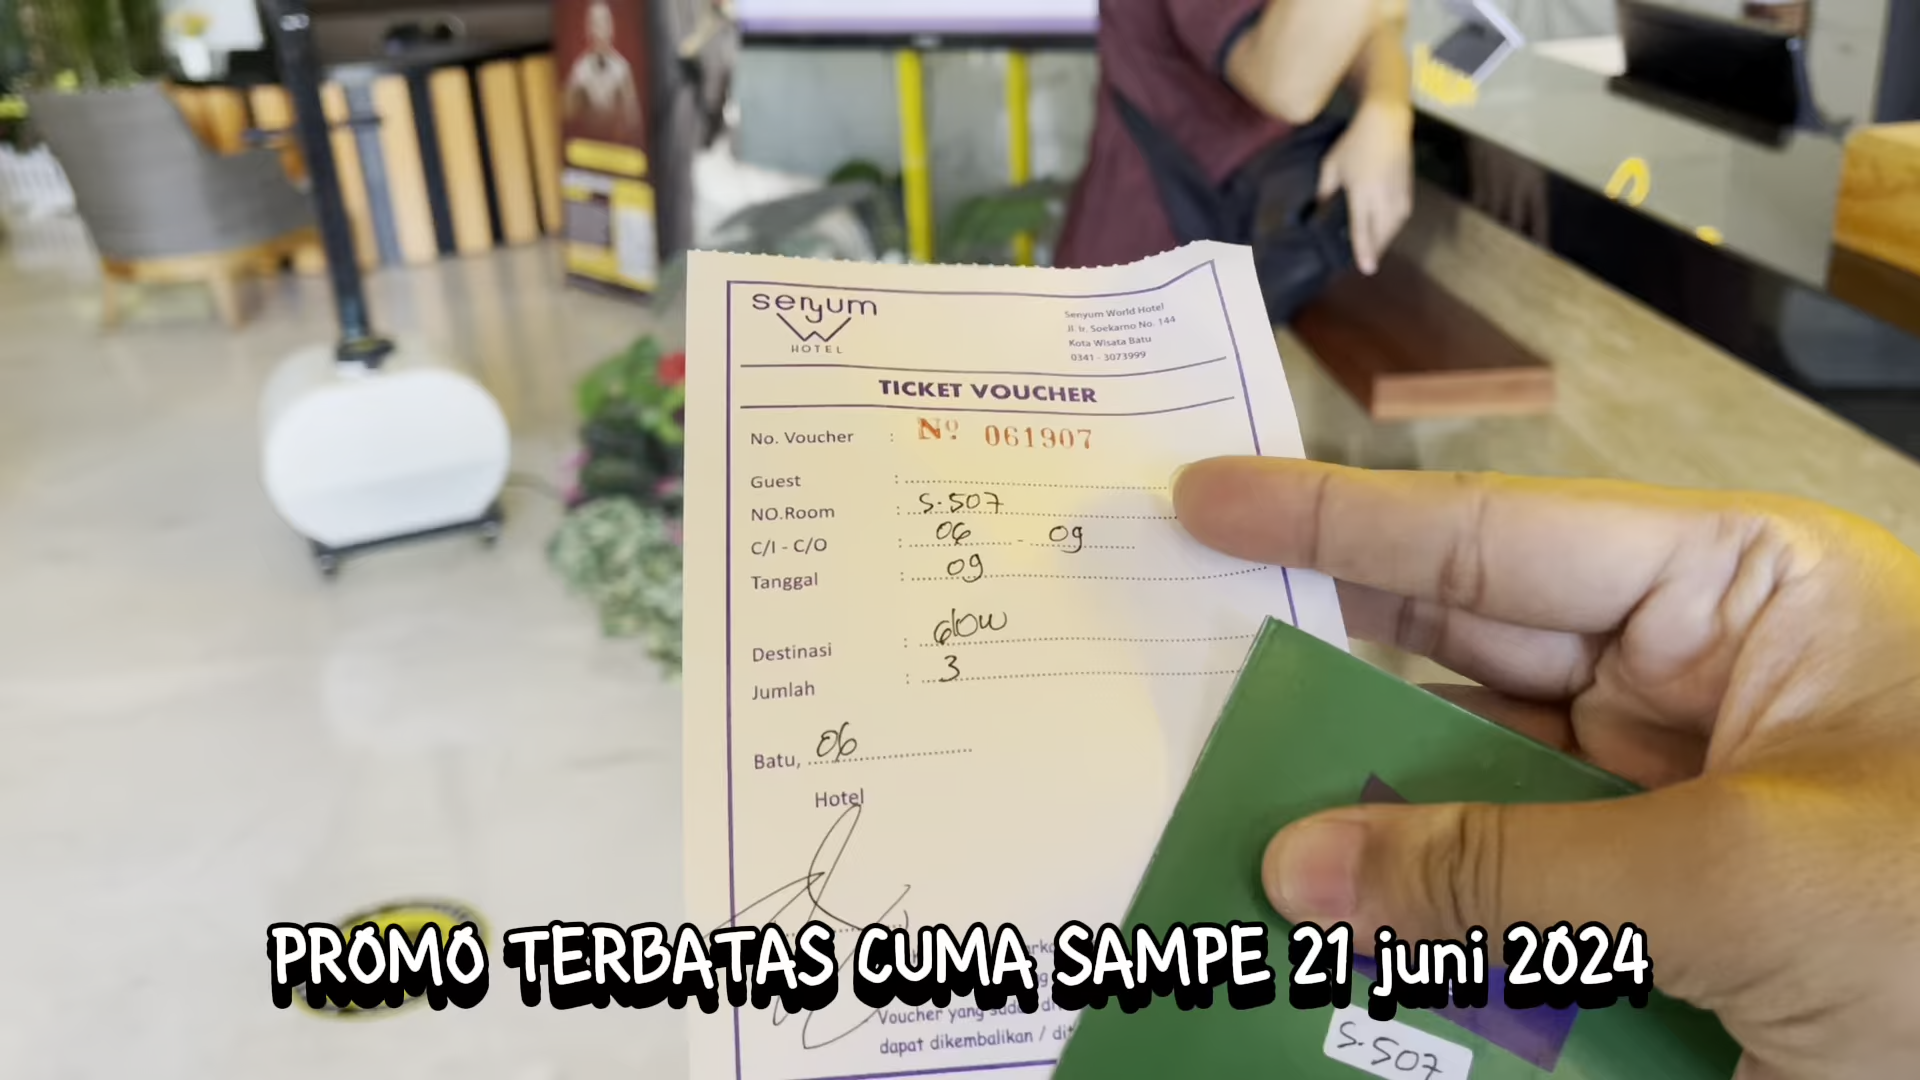 senyum
HOTEL
Senyum World Hotel
Jl. Ir. Soekarno No. 144
Kota Wisata Batu
0341 - 3073999
TICKET VOUCHER
No. Voucher : Nº 061907
Guest :
NO.Room : S.507
C/I - C/O : 06 - 09
Tanggal : 09
Destinasi : Glow
Jumlah : 3
Batu, 06
Hotel
PROMO TERBATAS CUMA SAMPE 21 juni 2024
Voucher yang
dapat dikembalikan /
S.507